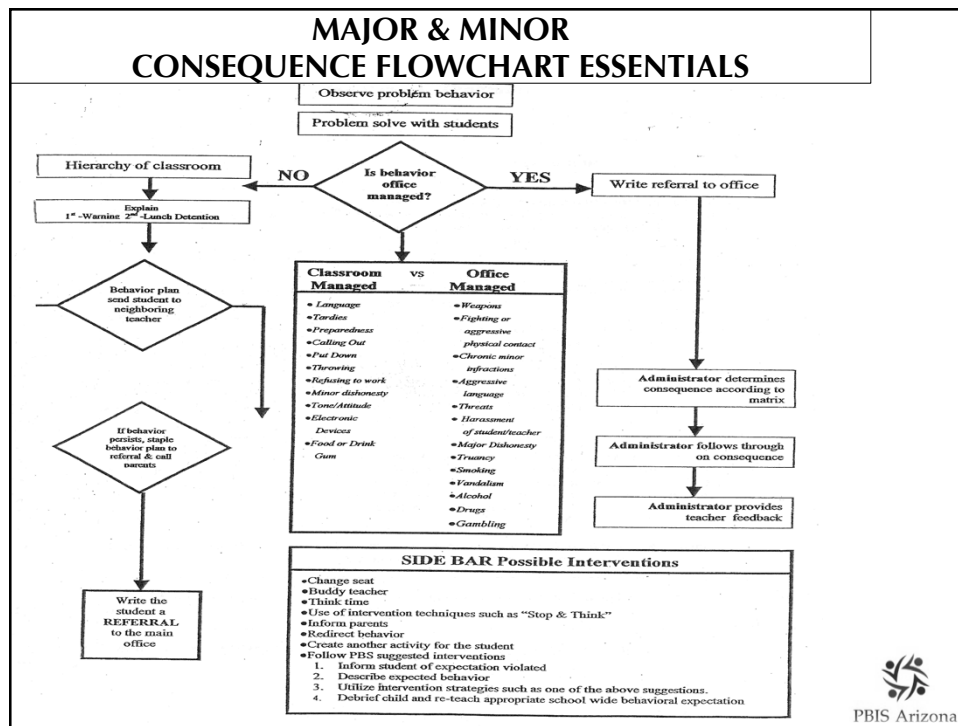 MAJOR & MINOR
CONSEQUENCE FLOWCHART ESSENTIALS
Observe problem behavior
Problem solve with students
Is behavior
office
managed?
NO
YES
Hierarchy of classroom
Explain
1st -Warning 2nd -Lunch Detention
Behavior plan
send student to
neighboring
teacher
If behavior
persists, staple
behavior plan to
referral & call
parents
Write the
student a
REFERRAL
to the main
office
Write referral to office
Administrator determines
consequence according to
matrix
Administrator follows through
on consequence
Administrator provides
teacher feedback
Classroom vs Office
Managed Managed
•Language
•Tardies
•Preparedness
•Calling Out
•Put Down
•Throwing
•Refusing to work
•Minor dishonesty
•Tone/Attitude
•Electronic
Devices
•Food or Drink
Gum
•Weapons
•Fighting or
aggressive
physical contact
•Chronic minor
infractions
•Aggressive
language
•Threats
• Harassment
of student/teacher
•Major Dishonesty
•Truancy
•Smoking
•Vandalism
•Alcohol
•Drugs
•Gambling
SIDE BAR Possible Interventions
•Change seat
•Buddy teacher
•Think time
•Use of intervention techniques such as “Stop & Think”
•Inform parents
•Redirect behavior
•Create another activity for the student
•Follow PBS suggested interventions
1. Inform student of expectation violated
2. Describe expected behavior
3. Utilize intervention strategies such as one of the above suggestions.
4. Debrief child and re-teach appropriate school wide behavioral expectation
PBIS Arizona